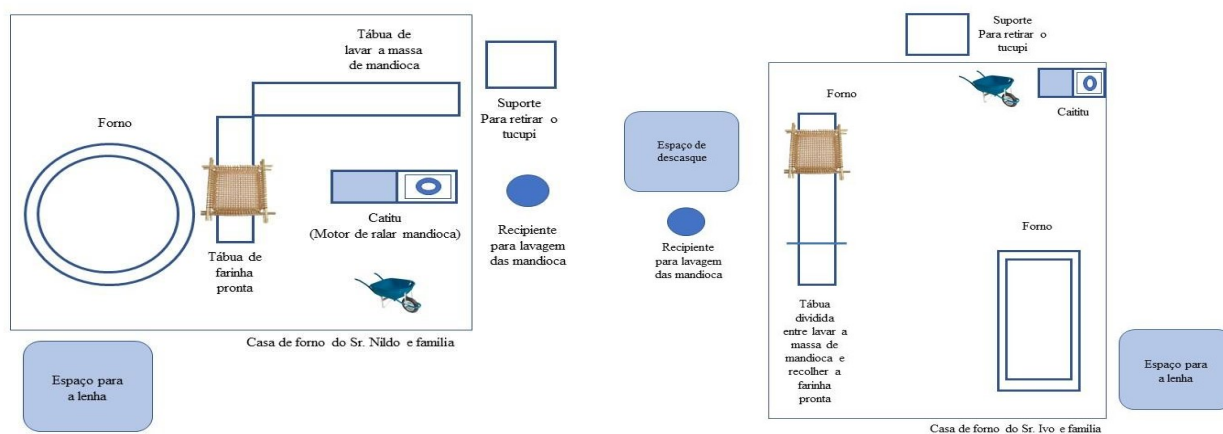 Tábua de
lavar a massa
de mandioca
Forno
Suporte
Para retirar o
tucupi
Catitu
(Motor de ralar mandioca)
Tábua de
farinha
pronta
Recipiente
para lavagem
das mandioca
Casa de forno do Sr. Nildo e família
Espaço para
a lenha
Suporte
Para retirar o
tucupi
Forno
Caititu
Espaço de
descasque
Recipiente
para lavagem
das mandioca
Forno
Tábua
dividida
entre lavar a
massa de
mandioca e
recolher a
farinha
pronta
Espaço para
a lenha
Casa de forno do Sr. Ivo e família